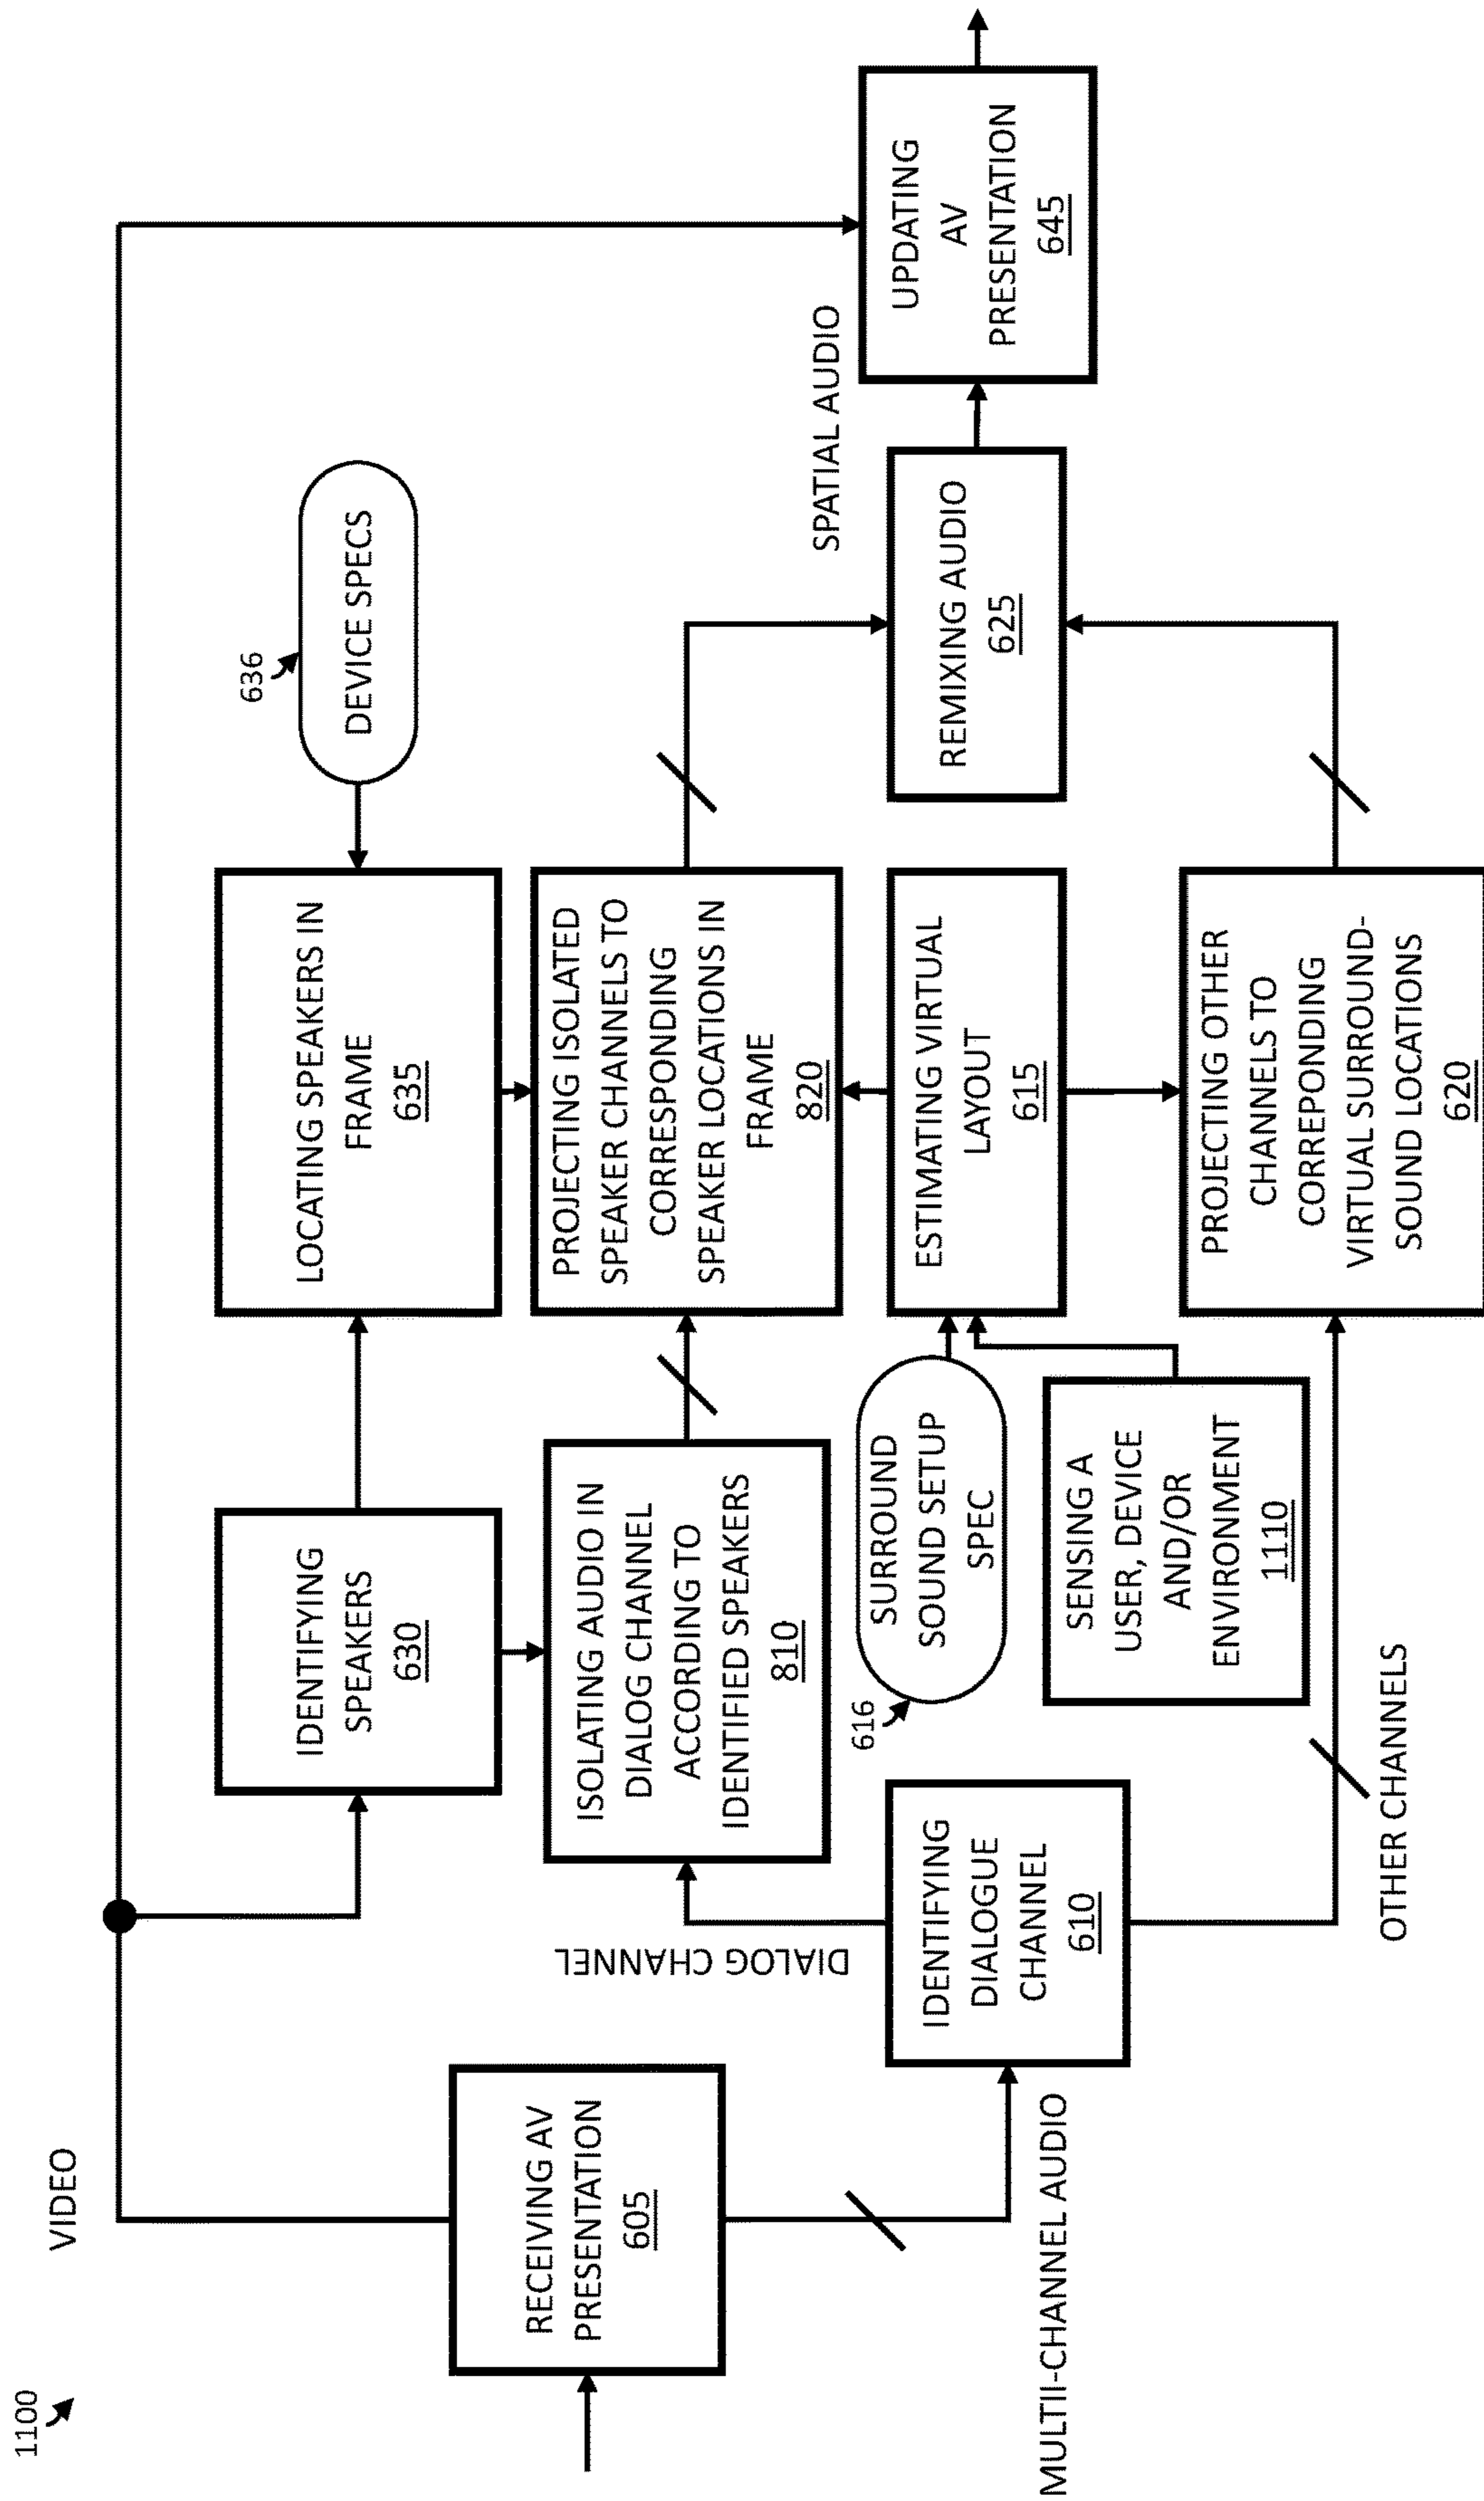 1100
VIDEO
RECEIVING AV
PRESENTATION
605
MULTII-CHANNEL AUDIO
IDENTIFYING
DIALOGUE
CHANNEL
610
DIALOG CHANNEL
OTHER CHANNELS
IDENTIFYING
SPEAKERS
630
ISOLATING AUDIO IN
DIALOG CHANNEL
ACCORDING TO
IDENTIFIED SPEAKERS
810
616
SURROUND
SOUND SETUP
SPEC
SENSING A
USER, DEVICE
AND/OR
ENVIRONMENT
1110
LOCATING SPEAKERS IN
FRAME
635
PROJECTING ISOLATED
SPEAKER CHANNELS TO
CORRESPONDING
SPEAKER LOCATIONS IN
FRAME
820
ESTIMATING VIRTUAL
LAYOUT
615
PROJECTING OTHER
CHANNELS TO
CORREPONDING
VIRTUAL SURROUND-
SOUND LOCATIONS
620
636
DEVICE SPECS
REMIXING AUDIO
625
SPATIAL AUDIO
UPDATING
AV
PRESENTATION
645